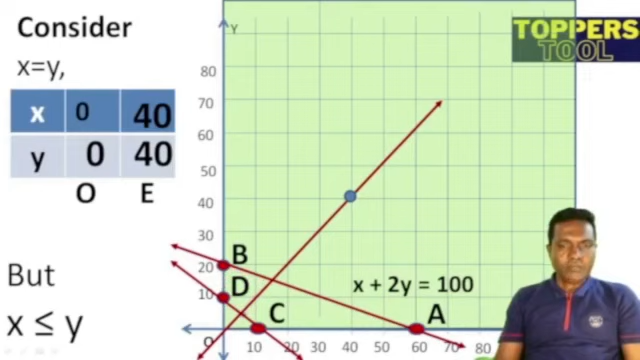 Consider
TOPPERS
TOOL
x=y,
x 0 40
y 0 40
O E
But
x ≤ y
Y
80
70
60
50
40
30
20
10
O
B
D
C
A
x + 2y = 100
10 20 30 40 50 60 70 80